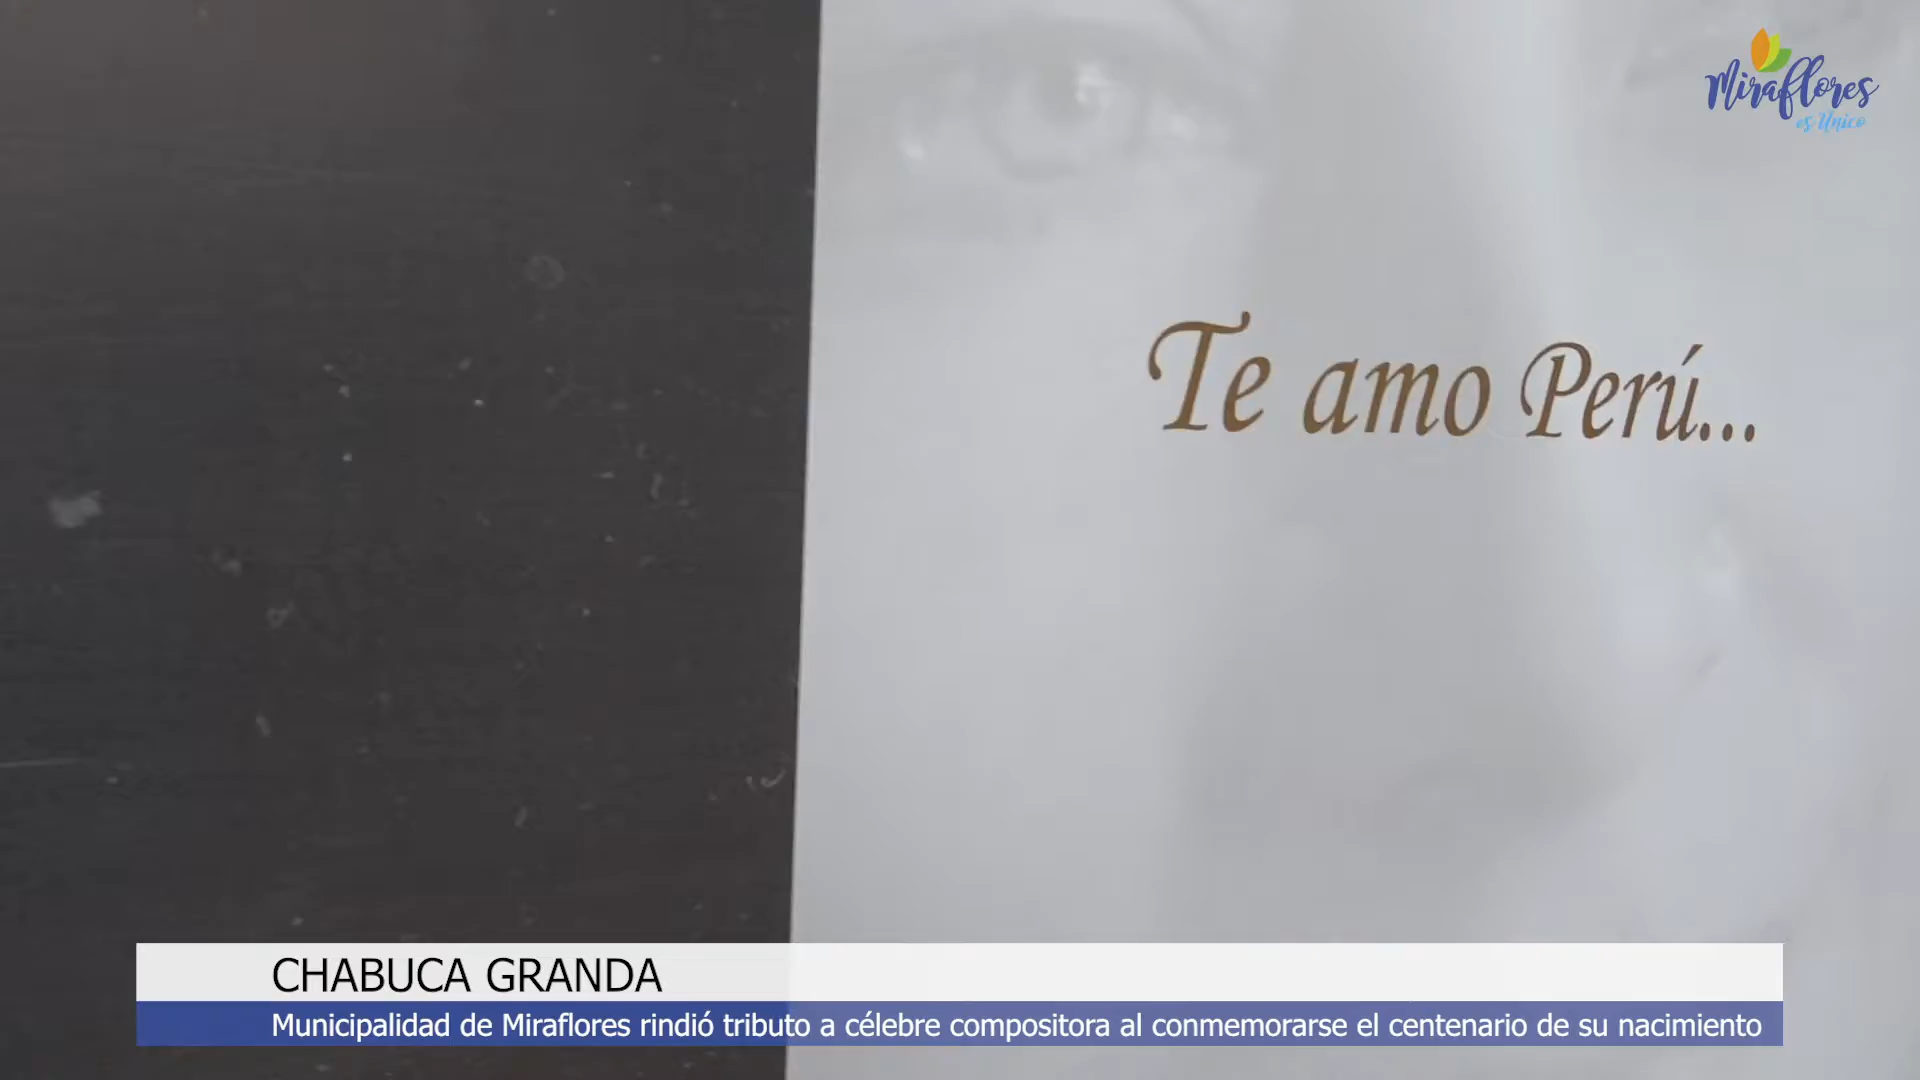 Miraflores
es Único
Te amo Perú...
CHABUCA GRANDA
Municipalidad de Miraflores rindió tributo a célebre compositora al conmemorarse el centenario de su nacimiento